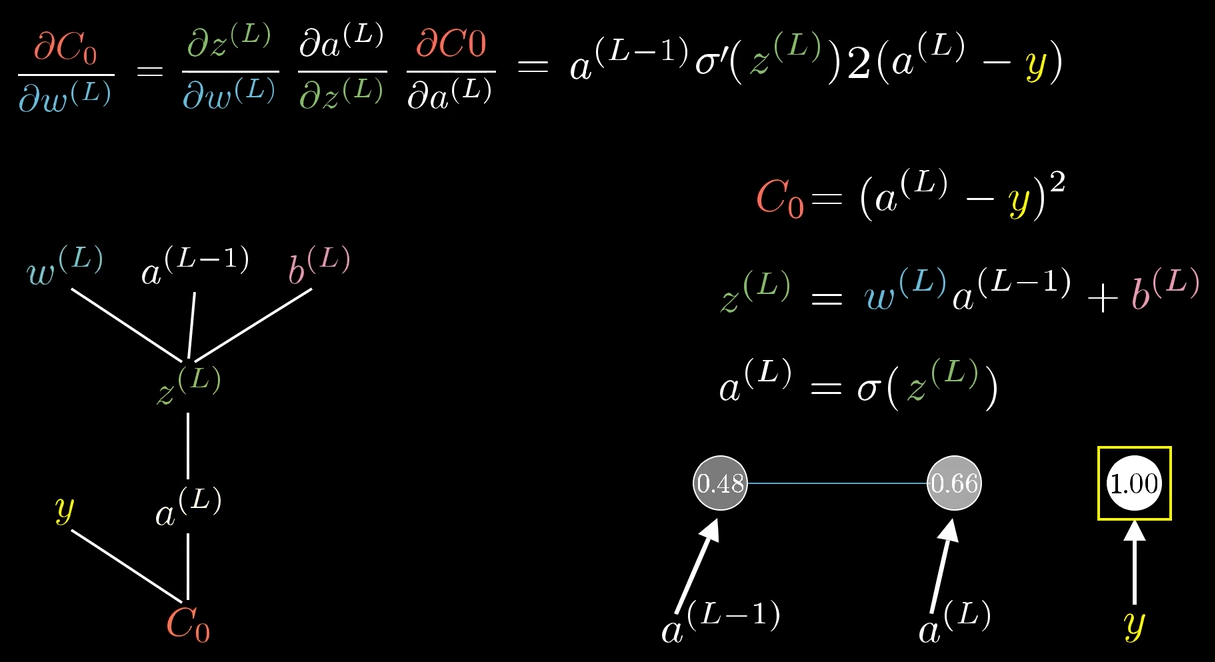 ∂C₀/∂w⁽ᴸ⁾ = ∂z⁽ᴸ⁾/∂w⁽ᴸ⁾ ∂a⁽ᴸ⁾/∂z⁽ᴸ⁾ ∂C0/∂a⁽ᴸ⁾ = a⁽ᴸ⁻¹⁾σ′(z⁽ᴸ⁾)2(a⁽ᴸ⁾ − y)
C₀ = (a⁽ᴸ⁾ − y)²
z⁽ᴸ⁾ = w⁽ᴸ⁾a⁽ᴸ⁻¹⁾ + b⁽ᴸ⁾
a⁽ᴸ⁾ = σ(z⁽ᴸ⁾)
w⁽ᴸ⁾ a⁽ᴸ⁻¹⁾ b⁽ᴸ⁾
z⁽ᴸ⁾
y a⁽ᴸ⁾
C₀
0.48 0.66 1.00
a⁽ᴸ⁻¹⁾ a⁽ᴸ⁾ y